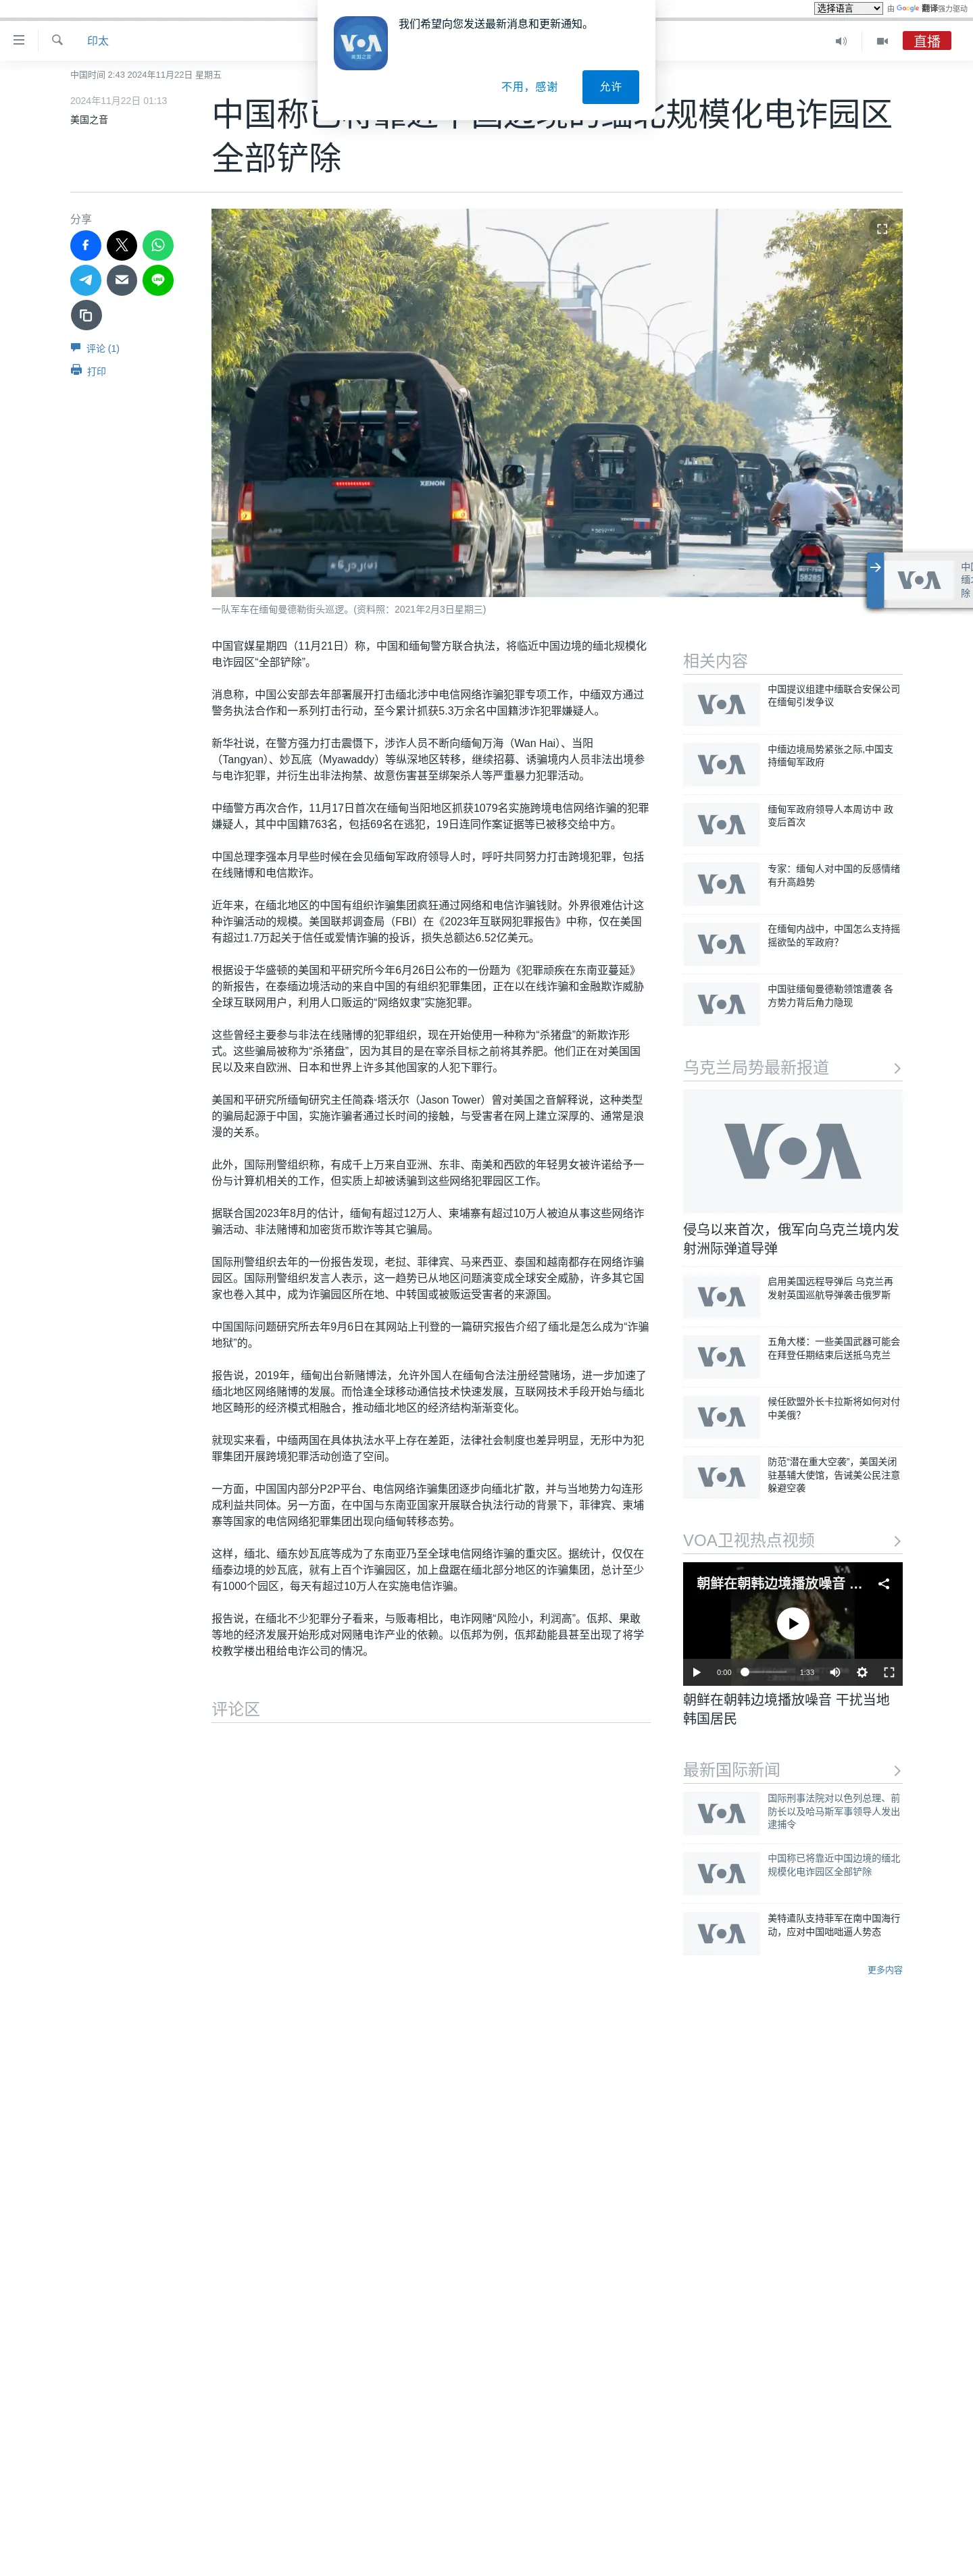 选择语言
由 Google 翻译强力驱动
我们希望向您发送最新消息和更新通知。
VOA
美国之音
不用，感谢
允许
印太
直播
中国时间 2:43 2024年11月22日 星期五
2024年11月22日 01:13
美国之音
全部铲除
分享
评论 (1)
打印
XENON
一队军车在缅甸曼德勒街头巡逻。(资料照：2021年2月3日星期三)
中国官媒星期四（11月21日）称，中国和缅甸警方联合执法，将临近中国边境的缅北规模化
电诈园区“全部铲除”。
消息称，中国公安部去年部署展开打击缅北涉中电信网络诈骗犯罪专项工作，中缅双方通过
警务执法合作和一系列打击行动，至今累计抓获5.3万余名中国籍涉诈犯罪嫌疑人。
新华社说，在警方强力打击震慑下，涉诈人员不断向缅甸万海（Wan Hai）、当阳
（Tangyan）、妙瓦底（Myawaddy）等纵深地区转移，继续招募、诱骗境内人员非法出境参
与电诈犯罪，并衍生出非法拘禁、故意伤害甚至绑架杀人等严重暴力犯罪活动。
中缅警方再次合作，11月17日首次在缅甸当阳地区抓获1079名实施跨境电信网络诈骗的犯罪
嫌疑人，其中中国籍763名，包括69名在逃犯，19日连同作案证据等已被移交给中方。
中国总理李强本月早些时候在会见缅甸军政府领导人时，呼吁共同努力打击跨境犯罪，包括
在线赌博和电信欺诈。
近年来，在缅北地区的中国有组织诈骗集团疯狂通过网络和电信诈骗钱财。外界很难估计这
种诈骗活动的规模。美国联邦调查局（FBI）在《2023年互联网犯罪报告》中称，仅在美国
有超过1.7万起关于信任或爱情诈骗的投诉，损失总额达6.52亿美元。
根据设于华盛顿的美国和平研究所今年6月26日公布的一份题为《犯罪顽疾在东南亚蔓延》
的新报告，在泰缅边境活动的来自中国的有组织犯罪集团，正在以在线诈骗和金融欺诈威胁
全球互联网用户，利用人口贩运的“网络奴隶”实施犯罪。
这些曾经主要参与非法在线赌博的犯罪组织，现在开始使用一种称为“杀猪盘”的新欺诈形
式。这些骗局被称为“杀猪盘”，因为其目的是在宰杀目标之前将其养肥。他们正在对美国国
民以及来自欧洲、日本和世界上许多其他国家的人犯下罪行。
美国和平研究所缅甸研究主任简森·塔沃尔（Jason Tower）曾对美国之音解释说，这种类型
的骗局起源于中国，实施诈骗者通过长时间的接触，与受害者在网上建立深厚的、通常是浪
漫的关系。
此外，国际刑警组织称，有成千上万来自亚洲、东非、南美和西欧的年轻男女被许诺给予一
份与计算机相关的工作，但实质上却被诱骗到这些网络犯罪园区工作。
据联合国2023年8月的估计，缅甸有超过12万人、柬埔寨有超过10万人被迫从事这些网络诈
骗活动、非法赌博和加密货币欺诈等其它骗局。
国际刑警组织去年的一份报告发现，老挝、菲律宾、马来西亚、泰国和越南都存在网络诈骗
园区。国际刑警组织发言人表示，这一趋势已从地区问题演变成全球安全威胁，许多其它国
家也卷入其中，成为诈骗园区所在地、中转国或被贩运受害者的来源国。
中国国际问题研究所去年9月6日在其网站上刊登的一篇研究报告介绍了缅北是怎么成为“诈骗
地狱”的。
报告说，2019年，缅甸出台新赌博法，允许外国人在缅甸合法注册经营赌场，进一步加速了
缅北地区网络赌博的发展。而恰逢全球移动通信技术快速发展，互联网技术手段开始与缅北
地区畸形的经济模式相融合，推动缅北地区的经济结构渐渐变化。
就现实来看，中缅两国在具体执法水平上存在差距，法律社会制度也差异明显，无形中为犯
罪集团开展跨境犯罪活动创造了空间。
一方面，中国国内部分P2P平台、电信网络诈骗集团逐步向缅北扩散，并与当地势力勾连形
成利益共同体。另一方面，在中国与东南亚国家开展联合执法行动的背景下，菲律宾、柬埔
寨等国家的电信网络犯罪集团出现向缅甸转移态势。
这样，缅北、缅东妙瓦底等成为了东南亚乃至全球电信网络诈骗的重灾区。据统计，仅仅在
缅泰边境的妙瓦底，就有上百个诈骗园区，加上盘踞在缅北部分地区的诈骗集团，总计至少
有1000个园区，每天有超过10万人在实施电信诈骗。
报告说，在缅北不少犯罪分子看来，与贩毒相比，电诈网赌“风险小，利润高”。佤邦、果敢
等地的经济发展开始形成对网赌电诈产业的依赖。以佤邦为例，佤邦勐能县甚至出现了将学
校教学楼出租给电诈公司的情况。
评论区
相关内容
中国提议组建中缅联合安保公司
在缅甸引发争议
中缅边境局势紧张之际,中国支
持缅甸军政府
缅甸军政府领导人本周访中 政
变后首次
专家：缅甸人对中国的反感情绪
有升高趋势
在缅甸内战中，中国怎么支持摇
摇欲坠的军政府？
中国驻缅甸曼德勒领馆遭袭 各
方势力背后角力隐现
乌克兰局势最新报道
VOA
侵乌以来首次，俄军向乌克兰境内发
射洲际弹道导弹
启用美国远程导弹后 乌克兰再
发射英国巡航导弹袭击俄罗斯
五角大楼：一些美国武器可能会
在拜登任期结束后送抵乌克兰
候任欧盟外长卡拉斯将如何对付
中美俄？
防范“潜在重大空袭”，美国关闭
驻基辅大使馆，告诫美公民注意
躲避空袭
VOA卫视热点视频
朝鲜在朝韩边境播放噪音 ...
0:00
1:33
朝鲜在朝韩边境播放噪音 干扰当地
韩国居民
最新国际新闻
国际刑事法院对以色列总理、前
防长以及哈马斯军事领导人发出
逮捕令
中国称已将靠近中国边境的缅北
规模化电诈园区全部铲除
美特遣队支持菲军在南中国海行
动，应对中国咄咄逼人势态
更多内容